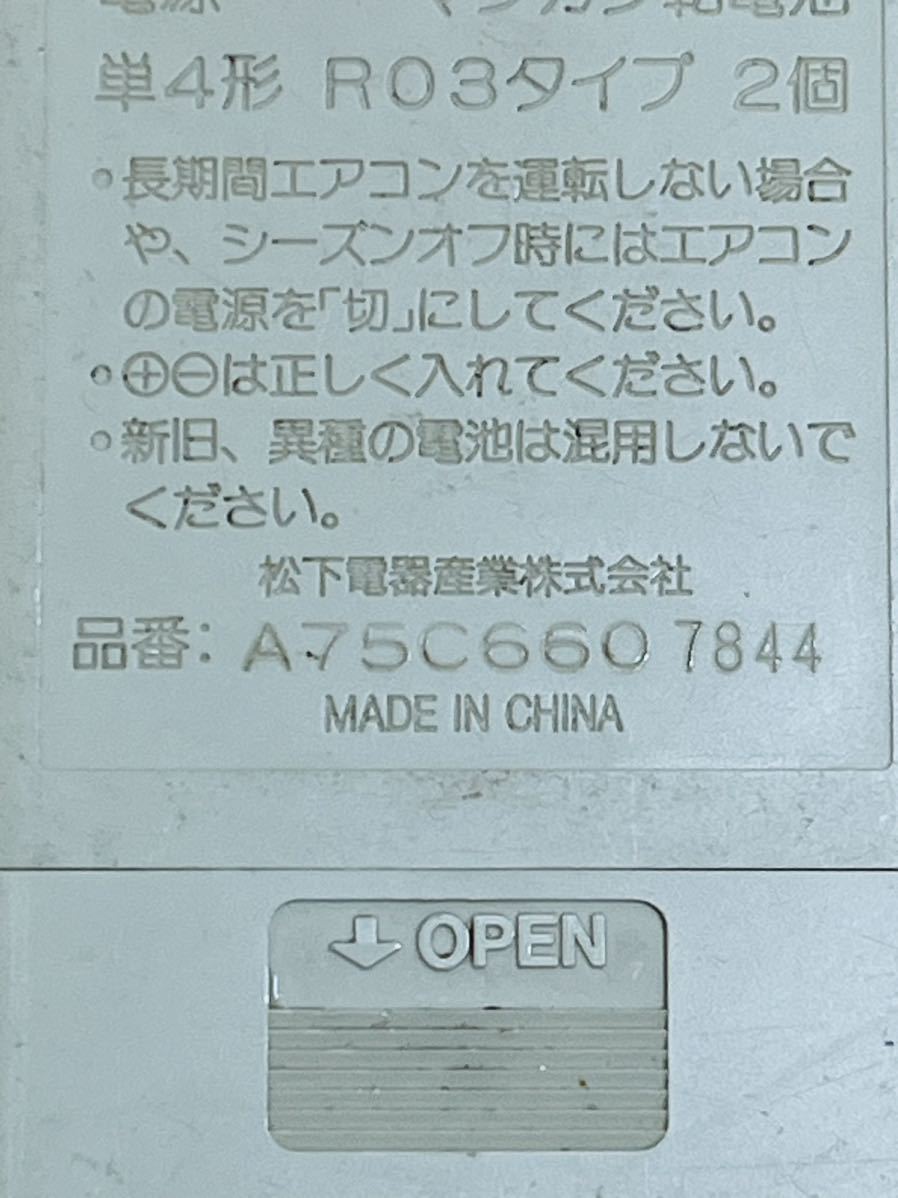 単4形 R03タイプ 2個
・長期間エアコンを運転しない場合
や、シーズンオフ時にはエアコン
の電源を「切」にしてください。
・⊕⊖は正しく入れてください。
・新旧、異種の電池は混用しないで
ください。
松下電器産業株式会社
品番: A75C660 7844
MADE IN CHINA
↓ OPEN